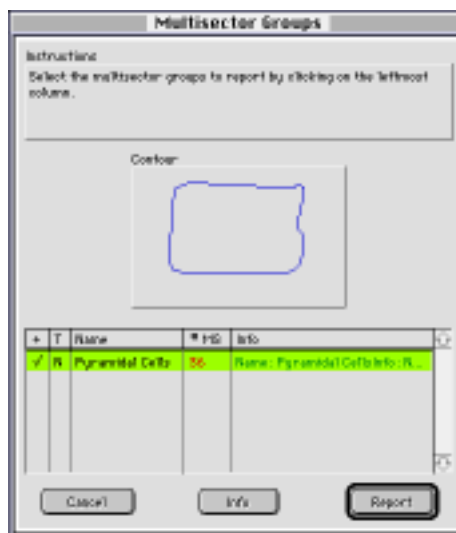 Multisector Groups
Instructions
Select the multisector groups to report by clicking on the leftmost
column.
Contour
+ T Name # MS Info
√ N Pyramidal Cells 36 Name: Pyramidal Cells Info: N...
Cancel Info Report